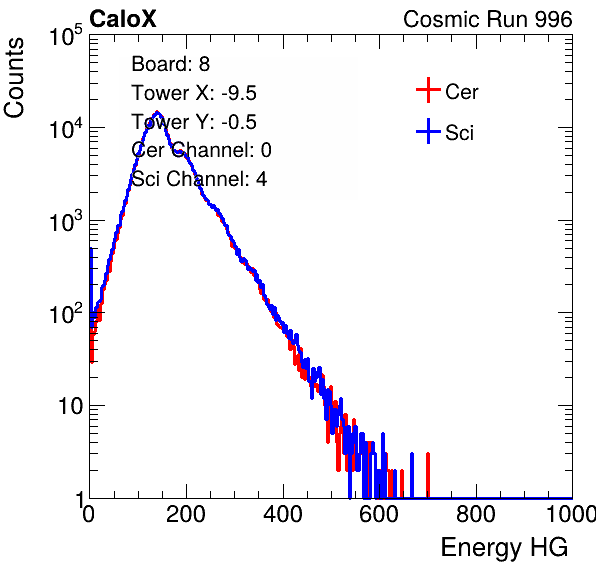 CaloX Cosmic Run 996
Counts
10^5
10^4
10^3
10^2
10
1
Board: 8
Tower X: -9.5
Tower Y: -0.5
Cer Channel: 0
Sci Channel: 4
Cer
Sci
0 200 400 600 800 1000
Energy HG